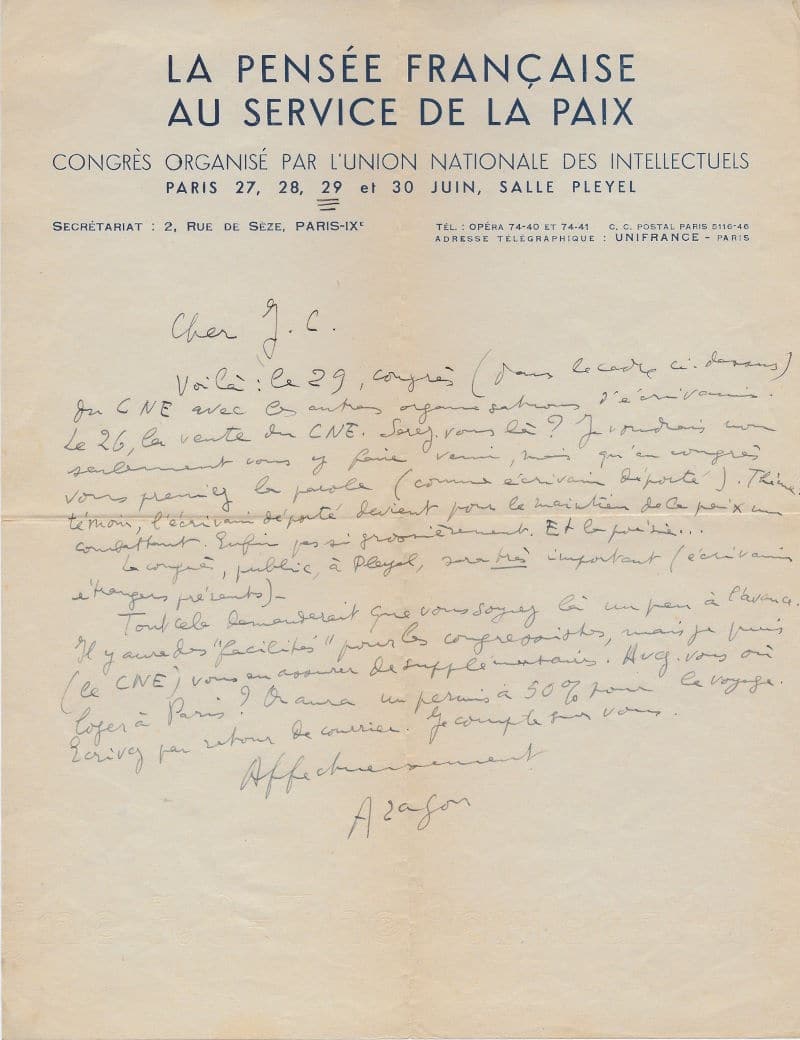 LA PENSÉE FRANÇAISE
AU SERVICE DE LA PAIX
CONGRÈS ORGANISÉ PAR L'UNION NATIONALE DES INTELLECTUELS
PARIS 27, 28, 29 et 30 JUIN, SALLE PLEYEL
SECRÉTARIAT : 2, RUE DE SÈZE, PARIS-IXᴱ
TÉL. : OPÉRA 74-40 ET 74-41 C. C. POSTAL PARIS 5116-46
ADRESSE TÉLÉGRAPHIQUE : UNIFRANCE - PARIS
Cher J. C.
Voilà : le 29, congrès (dans le cadre ci-dessus)
du CNE avec les autres organisations d'écrivains.
Le 26, la vente du CNE. Serez-vous là ? Je voudrais non
seulement vous y faire venir, mais qu'au congrès
vous preniez la parole (comme écrivain déporté). Thème :
témoin, l'écrivain déporté devient pour le maintien de la paix un
combattant. Enfin pas si grossièrement. Et la poésie...
Le congrès, public, à Pleyel, sera très important (écrivains
étrangers présents) -
Tout cela demanderait que vous soyez là un peu à l'avance.
Il y aura des "facilités" pour les congressistes, mais je puis
(le CNE) vous en assurer de supplémentaires. Avez-vous où
loger à Paris ? On aura un permis à 50% pour le voyage.
Ecrivez par retour de courrier. Je compte sur vous.
Affectueusement
Aragon